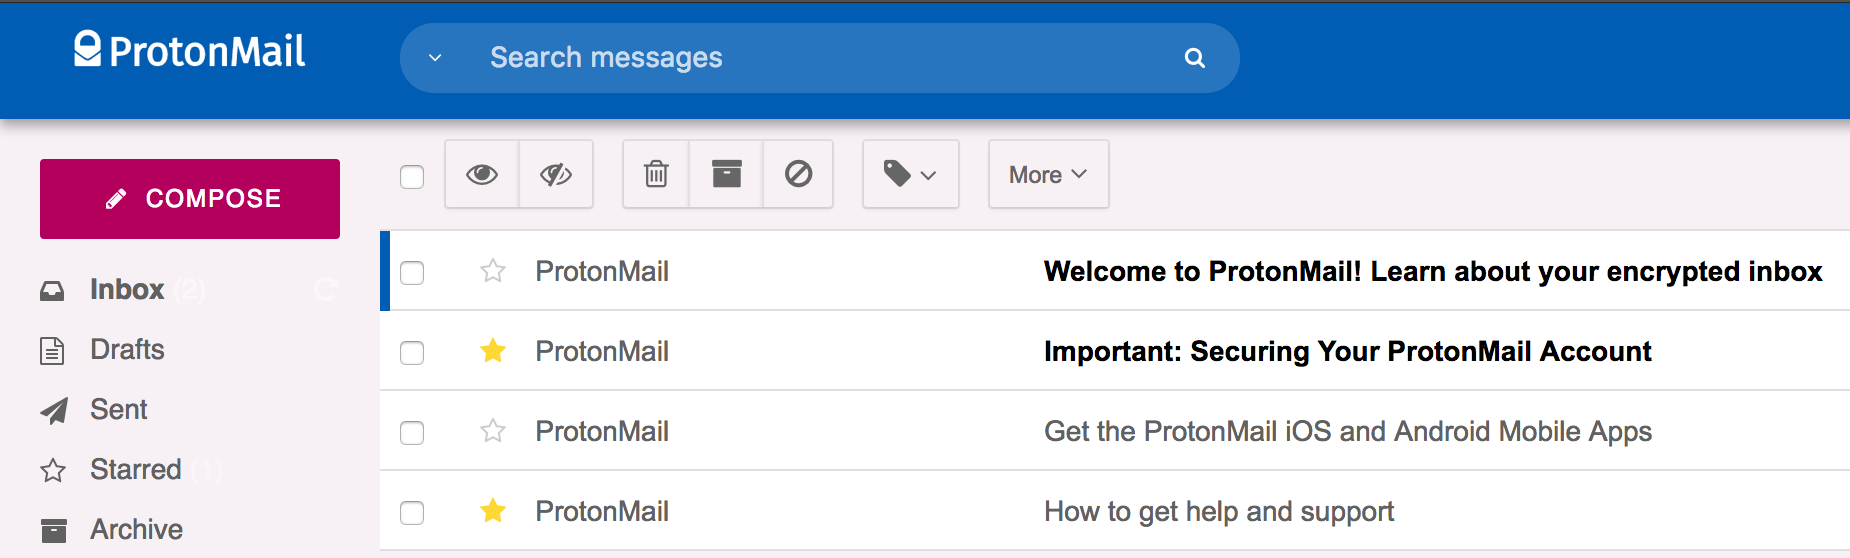 ProtonMail
Search messages
COMPOSE
More
Inbox (2)
Drafts
Sent
Starred (1)
Archive
ProtonMail Welcome to ProtonMail! Learn about your encrypted inbox
ProtonMail Important: Securing Your ProtonMail Account
ProtonMail Get the ProtonMail iOS and Android Mobile Apps
ProtonMail How to get help and support